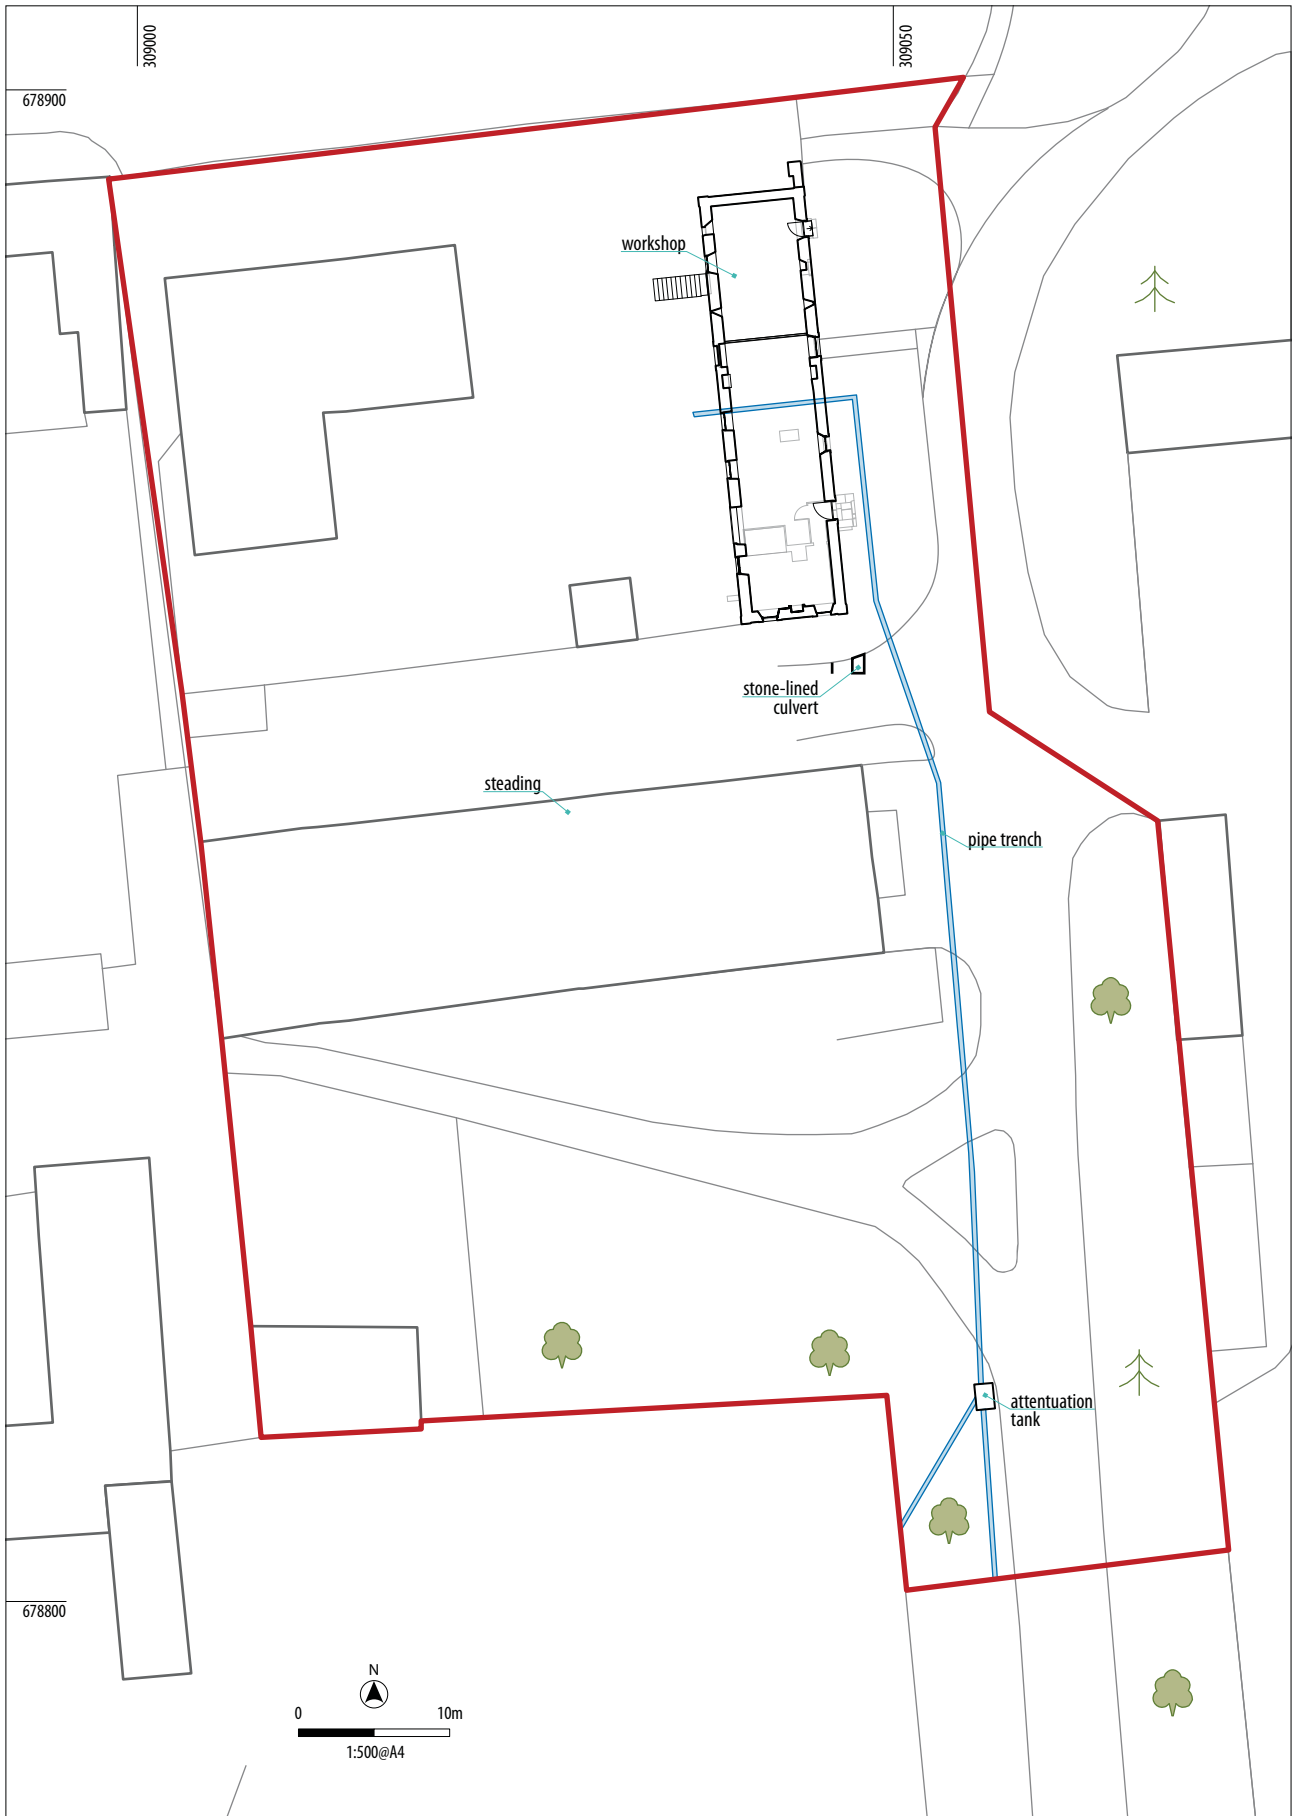 309000
309050
678900
workshop
stone-lined
culvert
steading
pipe trench
attentuation
tank
678800
N
0 10m
1:500@A4